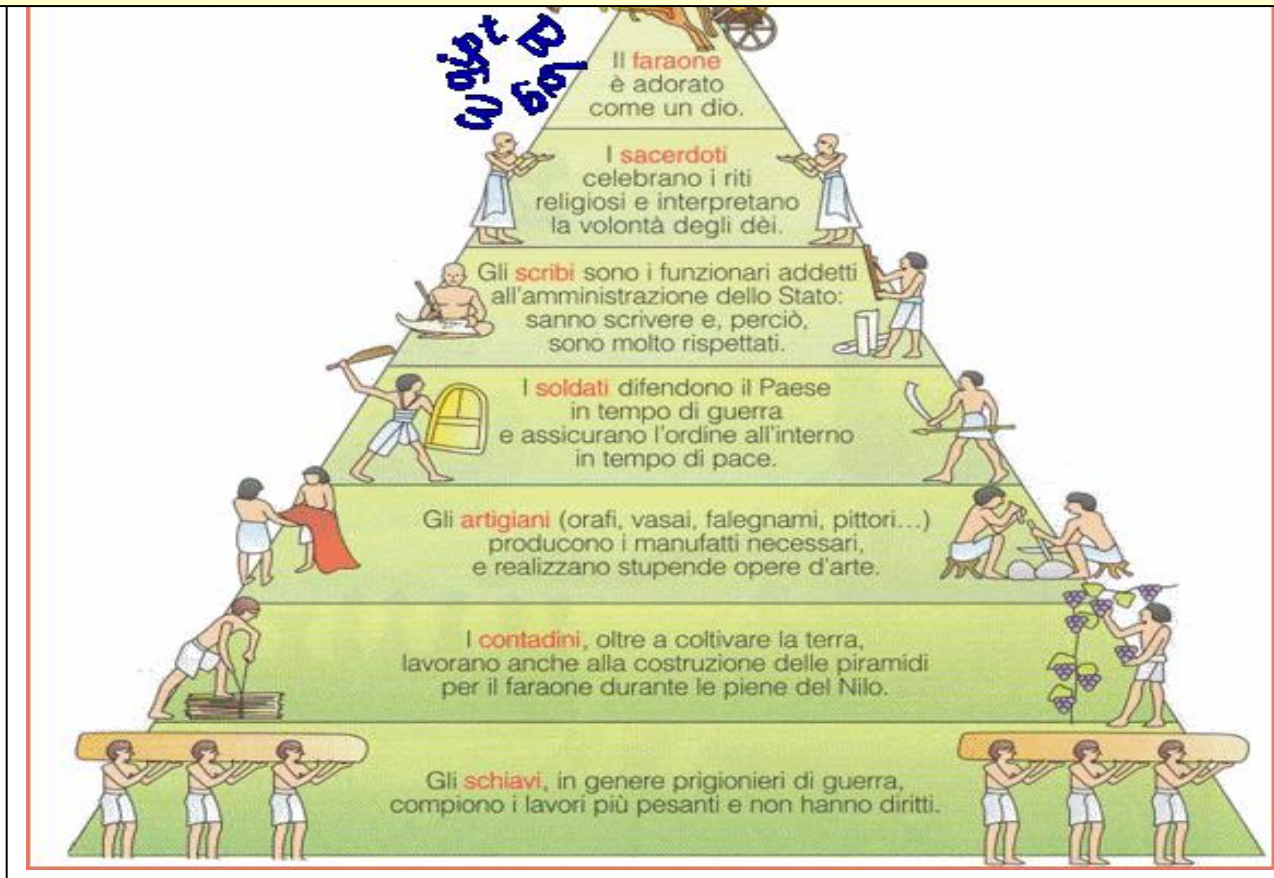 Il faraone
è adorato
come un dio.
I sacerdoti
celebrano i riti
religiosi e interpretano
la volontà degli dèi.
Gli scribi sono i funzionari addetti
all'amministrazione dello Stato:
sanno scrivere e, perciò,
sono molto rispettati.
I soldati difendono il Paese
in tempo di guerra
e assicurano l'ordine all'interno
in tempo di pace.
Gli artigiani (orafi, vasai, falegnami, pittori...)
producono i manufatti necessari,
e realizzano stupende opere d'arte.
I contadini, oltre a coltivare la terra,
lavorano anche alla costruzione delle piramidi
per il faraone durante le piene del Nilo.
Gli schiavi, in genere prigionieri di guerra,
compiono i lavori più pesanti e non hanno diritti.